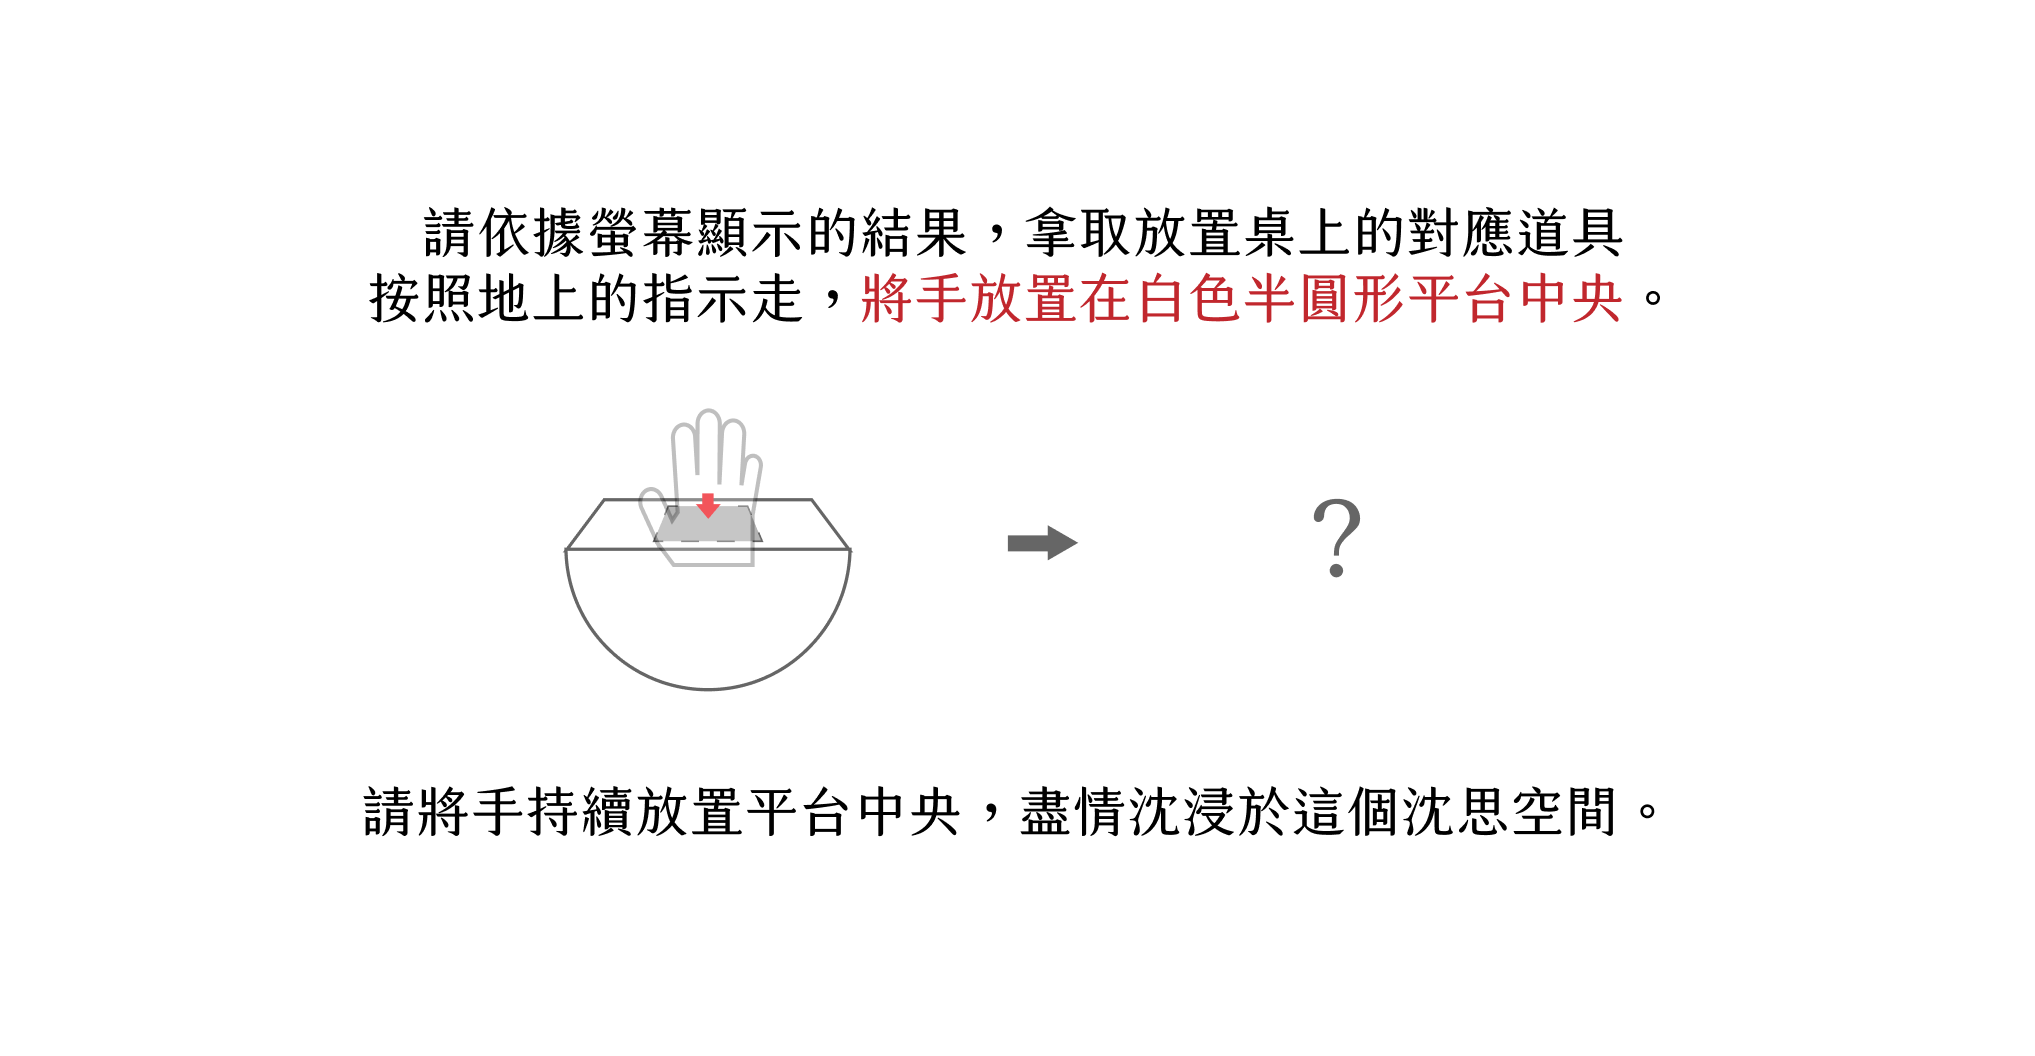 請依據螢幕顯示的結果，拿取放置桌上的對應道具
按照地上的指示走，將手放置在白色半圓形平台中央。
?
請將手持續放置平台中央，盡情沈浸於這個沈思空間。